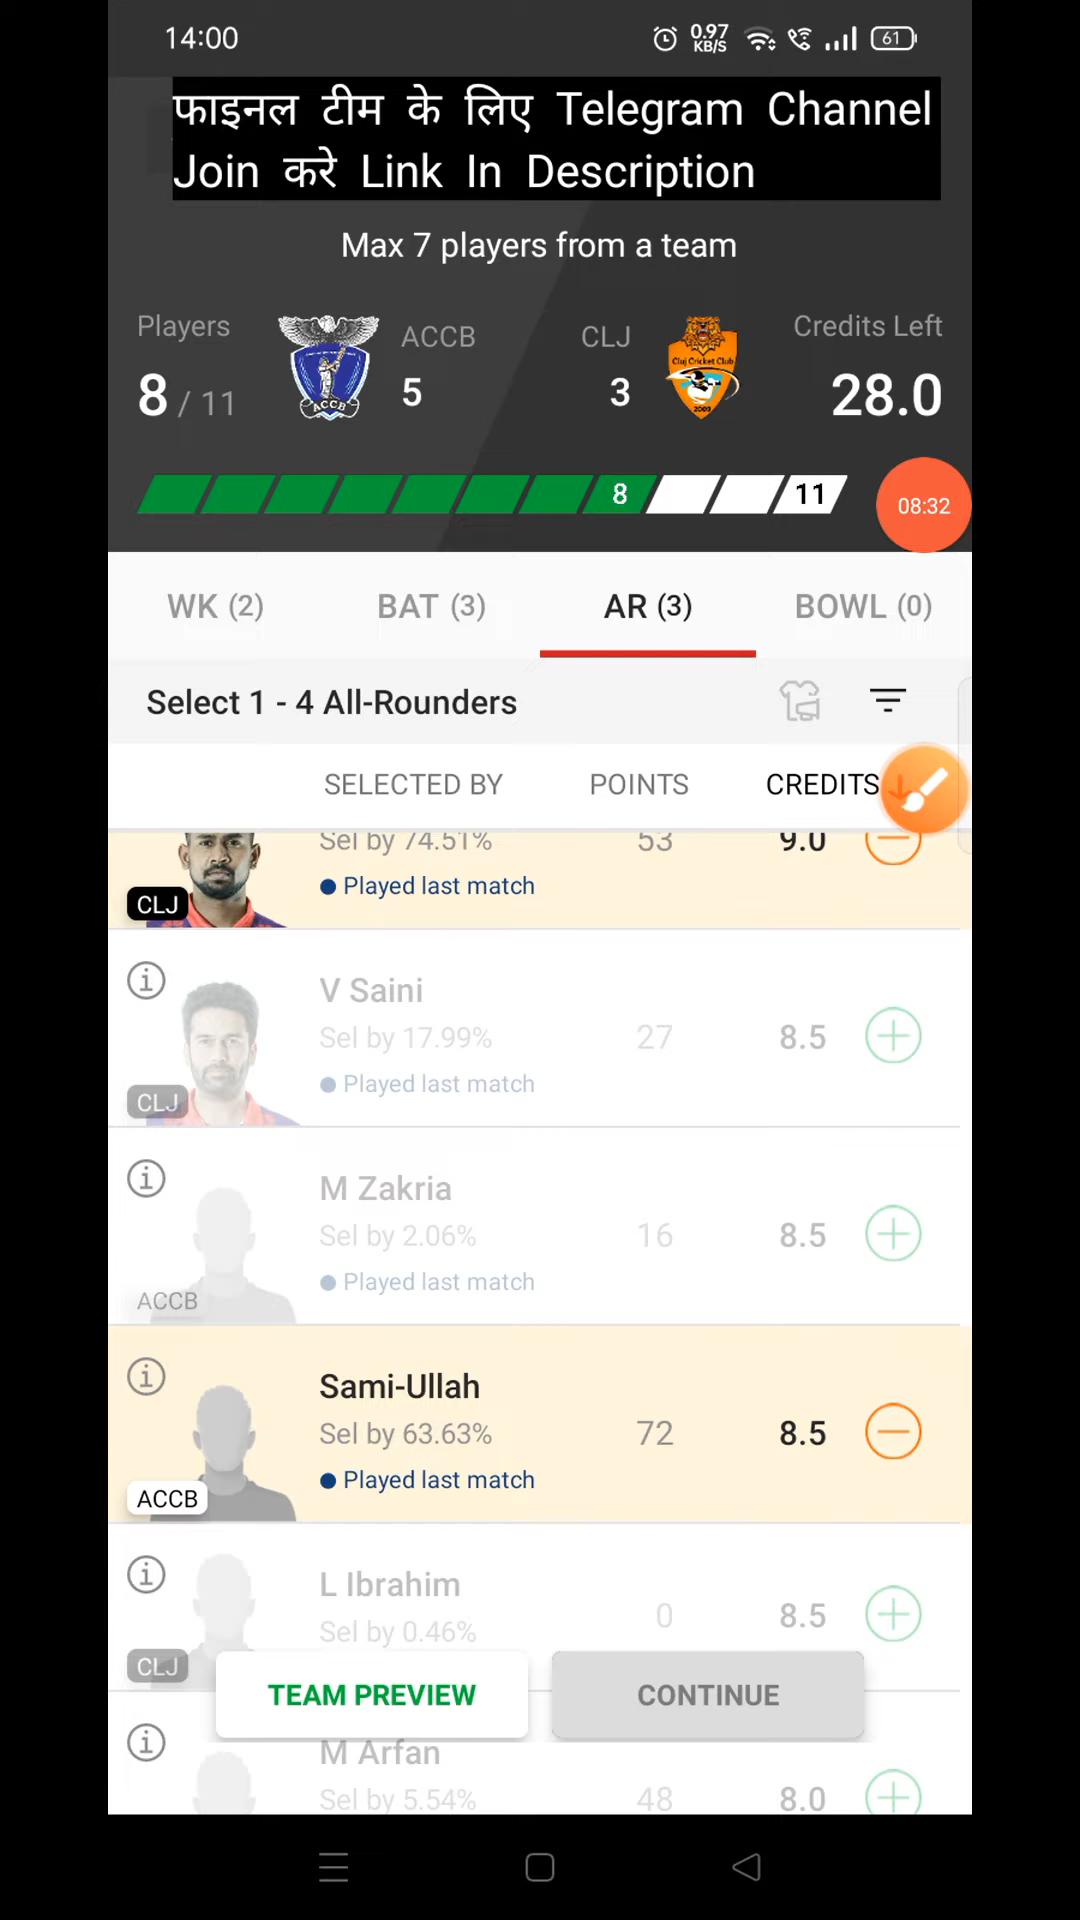 14:00 0.97 KB/S 61
फाइनल टीम के लिए Telegram Channel
Join करे Link In Description
Max 7 players from a team
Players ACCB CLJ Credits Left
8 / 11 5 3 28.0
ACCB
Cluj Cricket Club
2009
8 11 08:32
WK (2) BAT (3) AR (3) BOWL (0)
Select 1 - 4 All-Rounders
SELECTED BY POINTS CREDITS
Sel by 74.51% 53 9.0
Played last match
CLJ
V Saini
Sel by 17.99% 27 8.5
Played last match
CLJ
M Zakria
Sel by 2.06% 16 8.5
Played last match
ACCB
Sami-Ullah
Sel by 63.63% 72 8.5
Played last match
ACCB
L Ibrahim
Sel by 0.46% 0 8.5
CLJ
TEAM PREVIEW CONTINUE
M Arfan
Sel by 5.54% 48 8.0